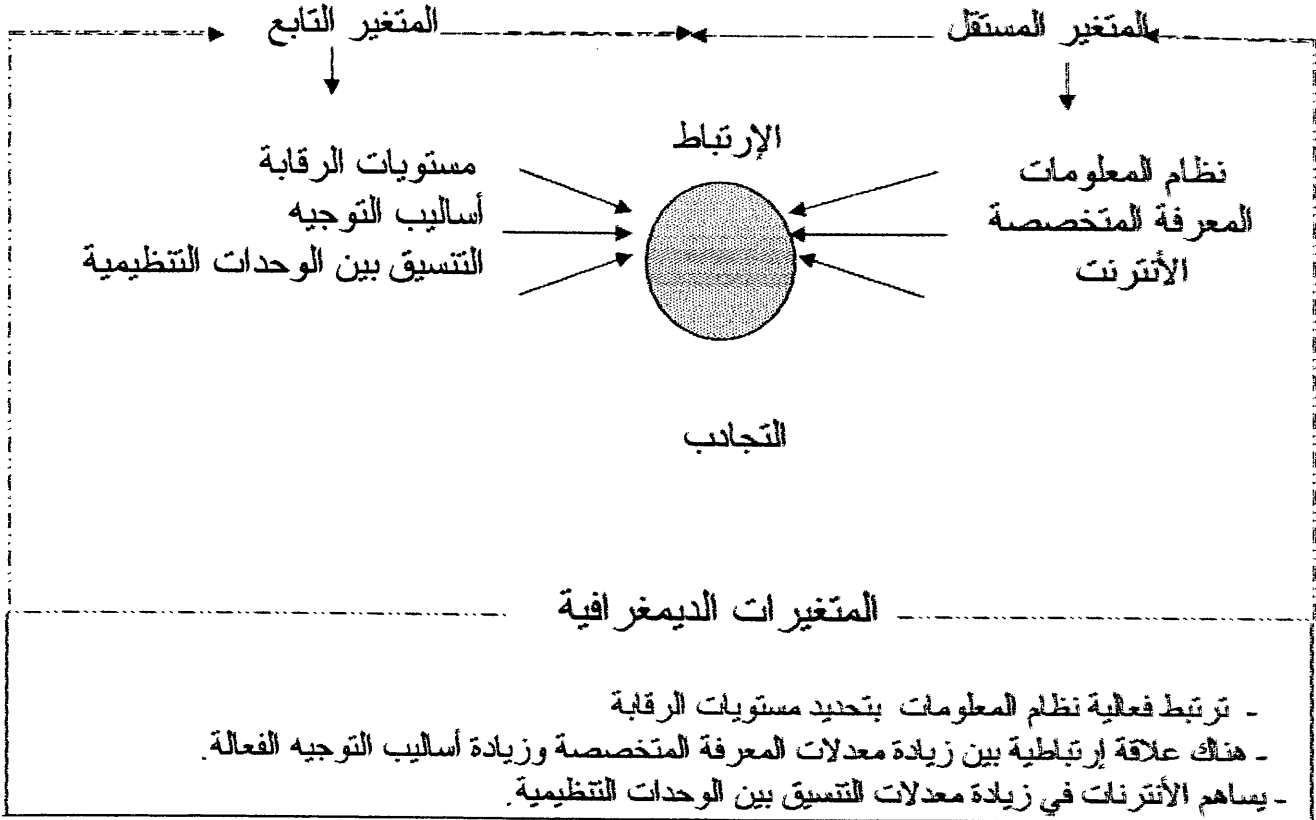 المتغير المستقل
المتغير التابع
الإرتباط
نظام المعلومات
المعرفة المتخصصة
الأنترنت
مستويات الرقابة
أساليب التوجيه
التنسيق بين الوحدات التنظيمية
التجاذب
المتغيرات الديمغرافية
- ترتبط فعالية نظام المعلومات بتحديد مستويات الرقابة
- هناك علاقة إرتباطية بين زيادة معدلات المعرفة المتخصصة وزيادة أساليب التوجيه الفعالة.
- يساهم الأنترنات في زيادة معدلات التنسيق بين الوحدات التنظيمية.